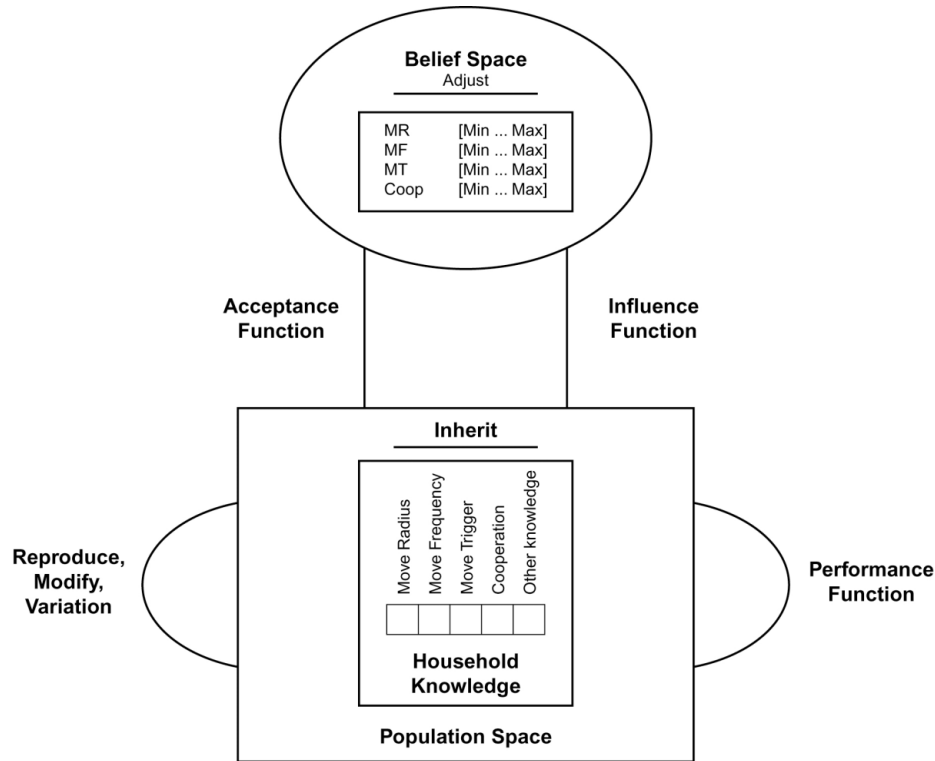 Belief Space
Adjust
MR [Min ... Max]
MF [Min ... Max]
MT [Min ... Max]
Coop [Min ... Max]
Acceptance
Function
Influence
Function
Inherit
Move Radius
Move Frequency
Move Trigger
Cooperation
Other knowledge
Reproduce,
Modify,
Variation
Performance
Function
Household
Knowledge
Population Space